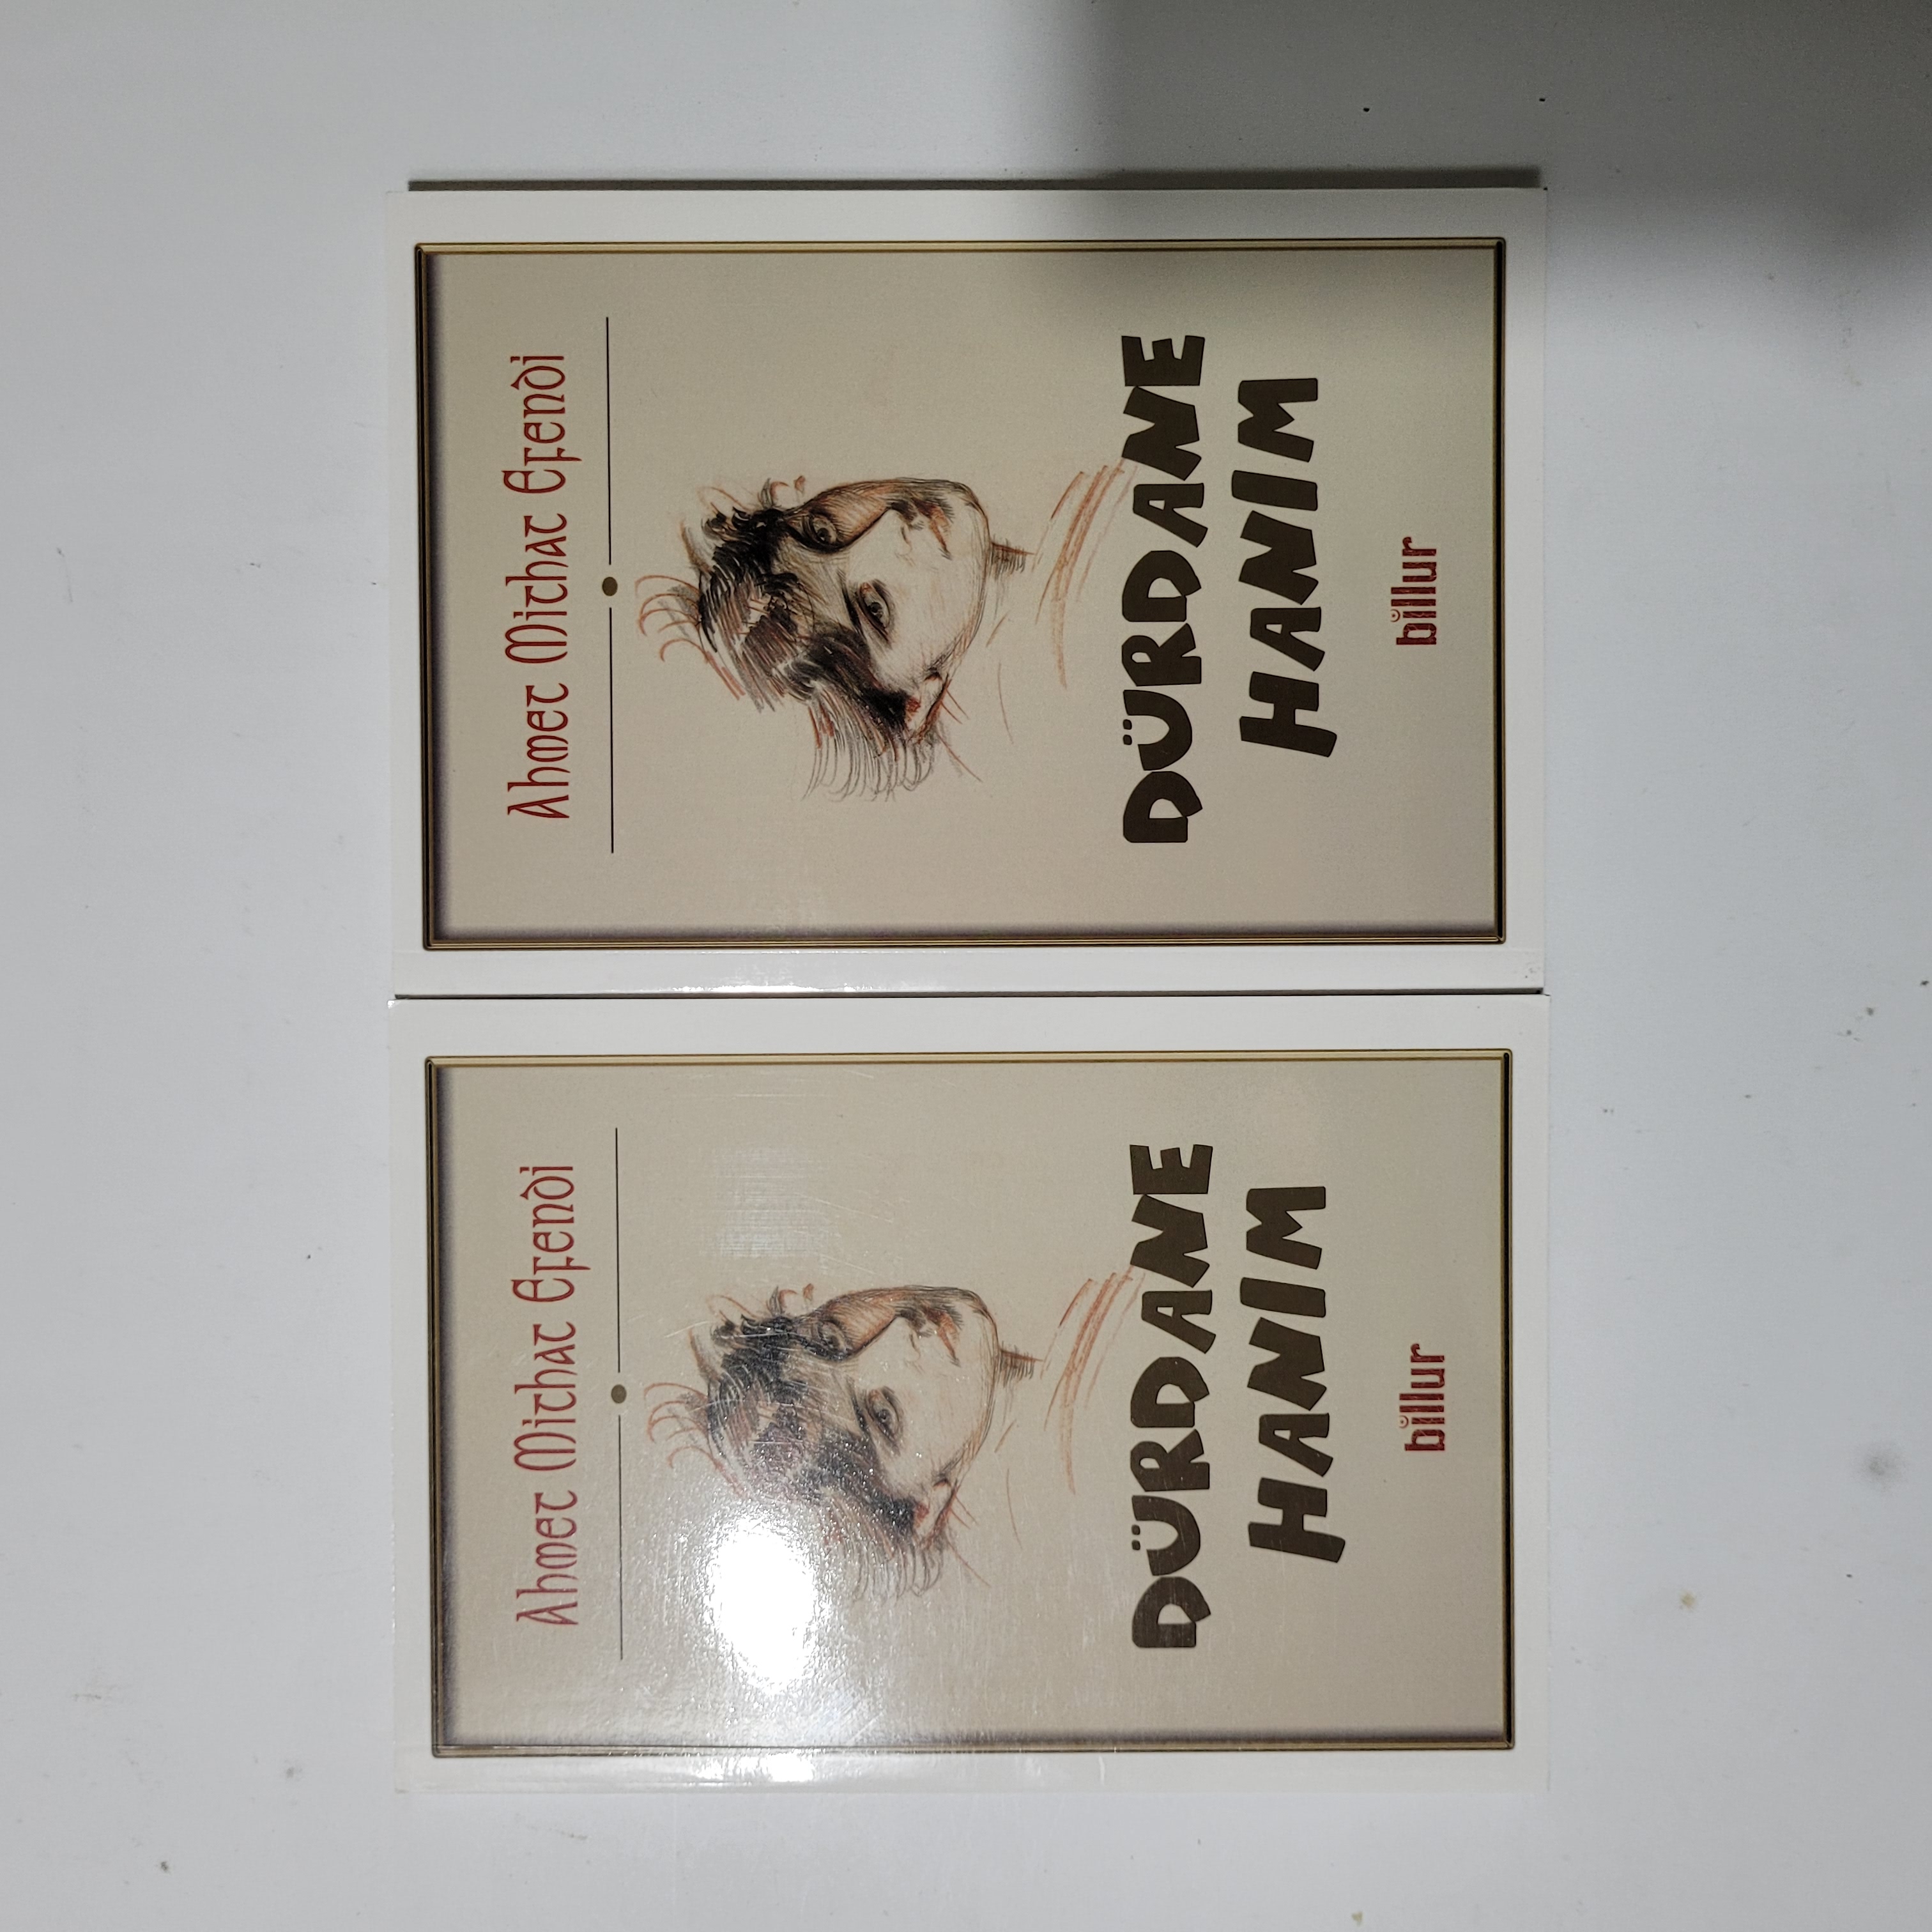 Ahmet Mithat Efendi
DÜRDANE
HANIM
billur
Ahmet Mithat Efendi
DÜRDANE
HANIM
billur